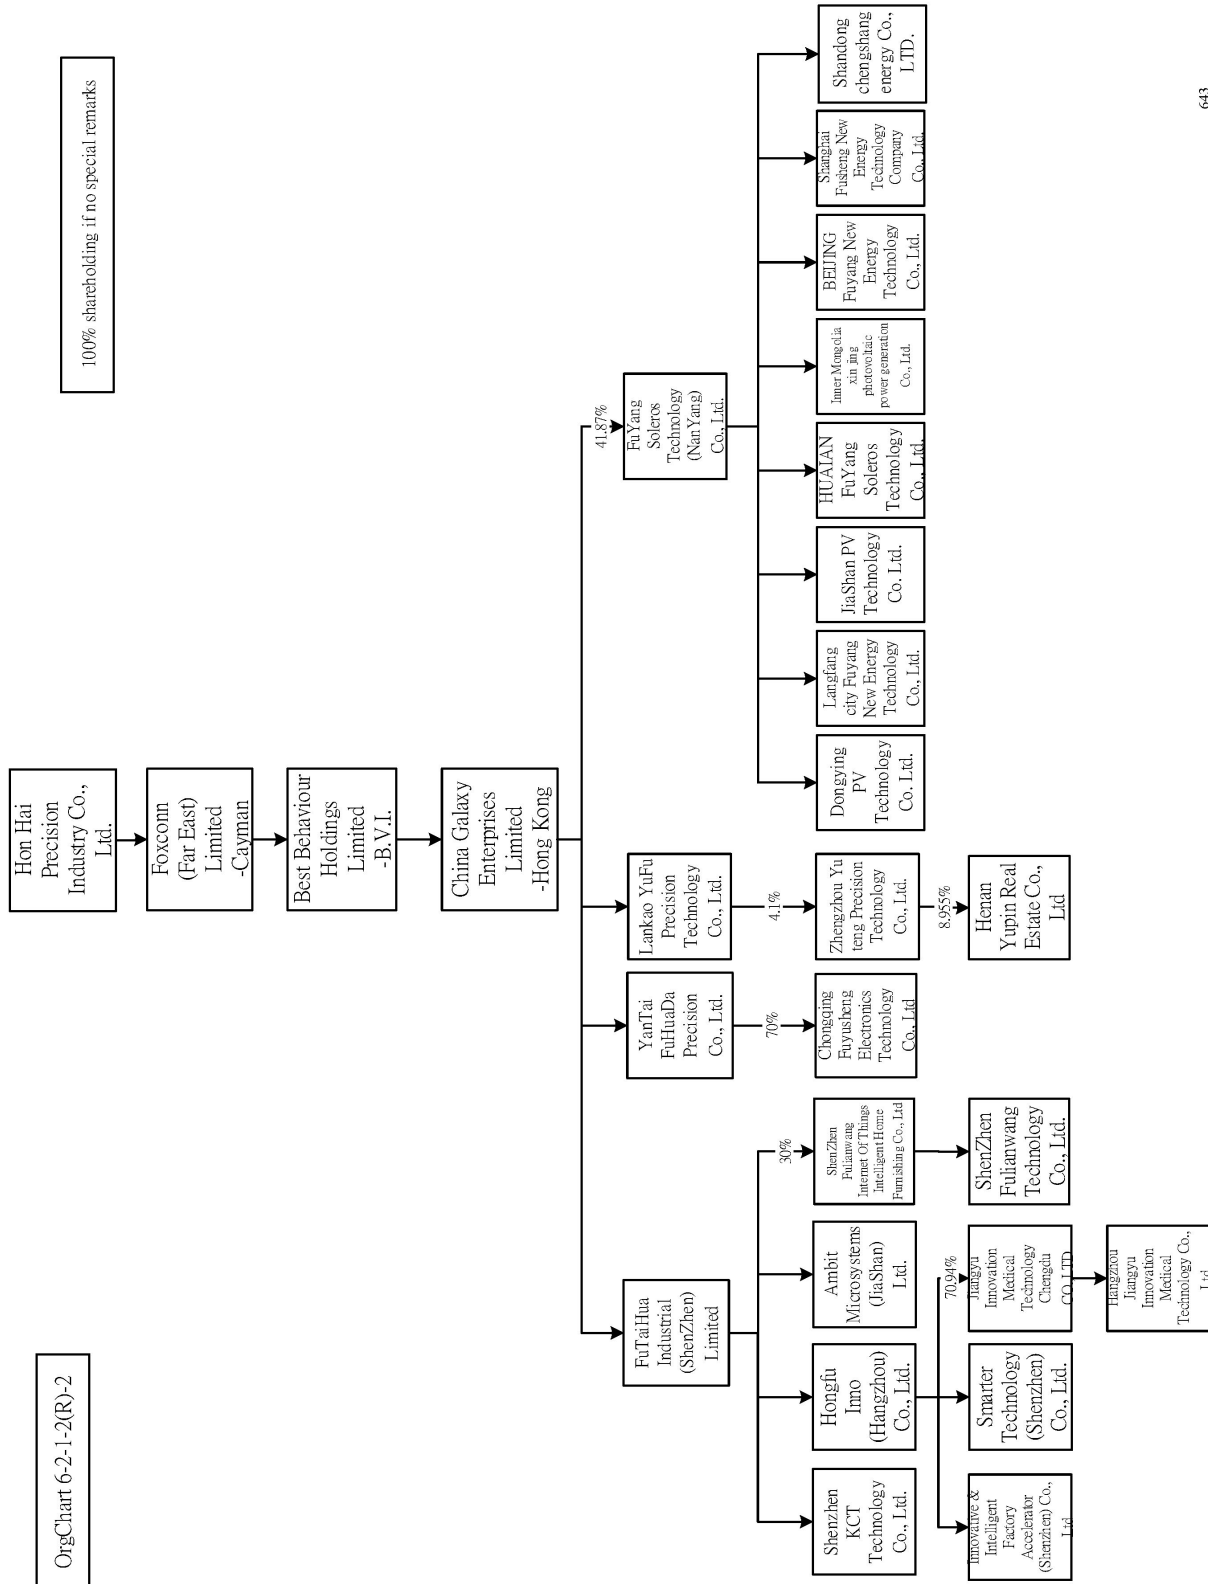 OrgChart 6-2-1-2(R)-2
100% shareholding if no special remarks
Hon Hai
Precision
Industry Co.,
Ltd.
Foxconn
(Far East)
Limited
-Cayman
Best Behaviour
Holdings
Limited
-B.V.I.
China Galaxy
Enterprises
Limited
-Hong Kong
FuTaiHua
Industrial
(ShenZhen)
Limited
YanTai
FuHuaDa
Precision
Co., Ltd.
Lankao YuFu
Precision
Technology
Co., Ltd.
41.87%
FuYang
Soleros
Technology
(NanYang)
Co., Ltd.
30%
70%
4.1%
Shenzhen
KCT
Technology
Co., Ltd.
Hongfu
Inno
(Hangzhou)
Co., Ltd.
Ambit
Microsystems
(JiaShan)
Ltd.
ShenZhen
Fulianwang
Internet Of Things
Intelligent Home
Furnishing Co., Ltd
Chongqing
Fuyusheng
Electronics
Technology
Co., Ltd
Zhengzhou Yu
teng Precision
Technology
Co., Ltd.
Dongying
PV
Technology
Co. Ltd.
Langfang
city Fuyang
New Energy
Technology
Co., Ltd.
JiaShan PV
Technology
Co. Ltd.
HUAIAN
FuYang
Soleros
Technology
Co., Ltd.
Inner Mongolia
xin jing
photovoltaic
power generation
Co., Ltd.
BEIJING
Fuyang New
Energy
Technology
Co., Ltd.
Shanghai
Fusheng New
Energy
Technology
Company
Co., Ltd.
Shandong
chengshang
energy Co.,
LTD.
70.94%
8.955%
Innovative &
Intelligent
Factory
Accelerator
(Shenzhen) Co.,
Ltd
Smarter
Technology
(Shenzhen)
Co., Ltd.
Jiangyu
Innovation
Medical
Technology
Chengdu
CO.,LTD
ShenZhen
Fulianwang
Technology
Co., Ltd.
Henan
Yupin Real
Estate Co.,
Ltd
Hangzhou
Jiangyu
Innovation
Medical
Technology Co.,
Ltd
643